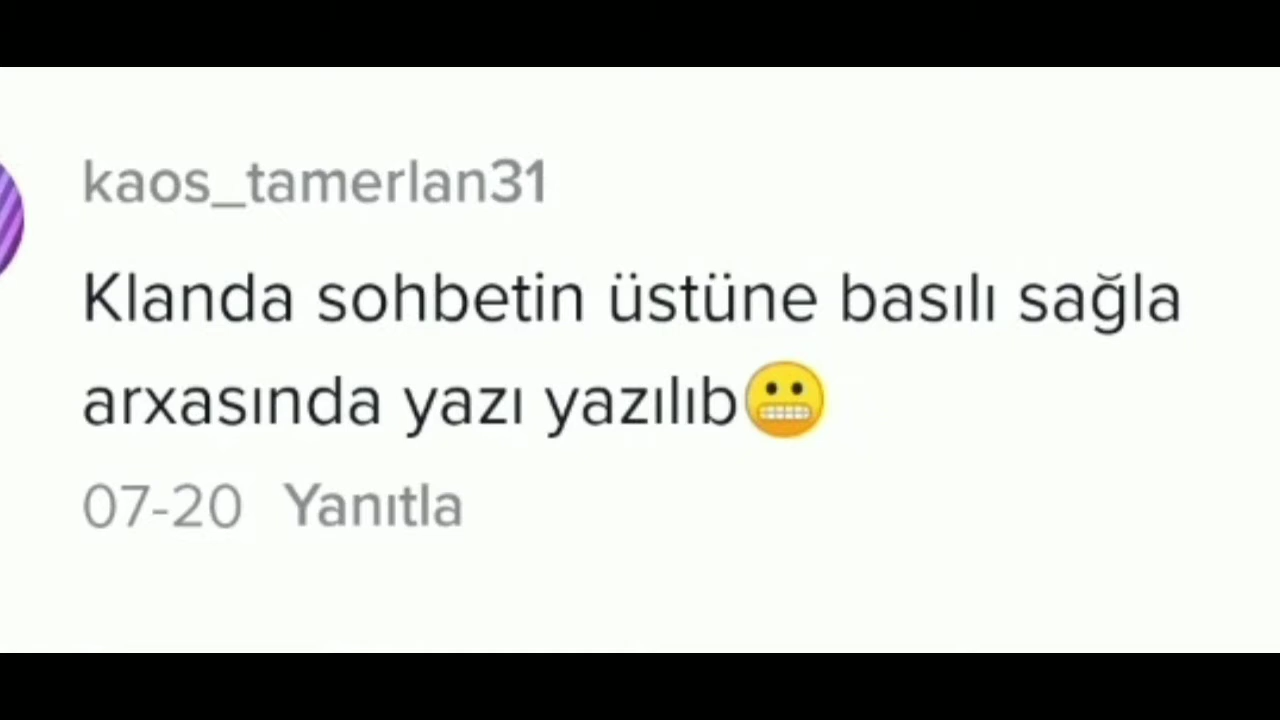 kaos_tamerlan31
Klanda sohbetin üstüne basılı sağla
arxasında yazı yazılıb😬
07-20 Yanıtla